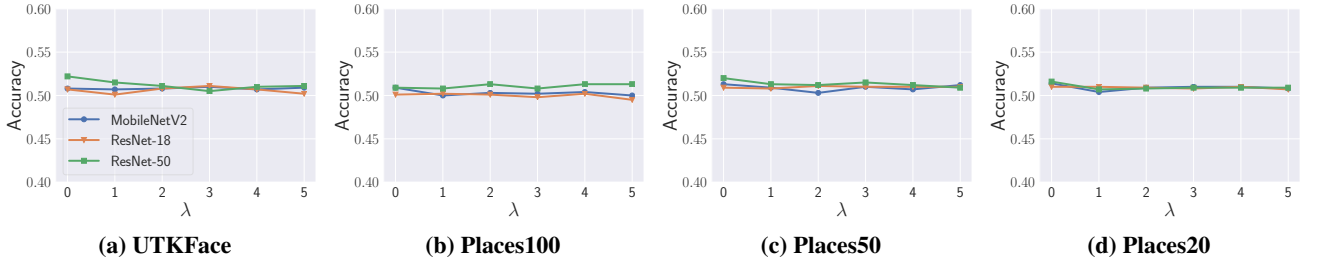 0.60
0.55
0.50
0.45
0.40
Accuracy
MobileNetV2
ResNet-18
ResNet-50
0 1 2 3 4 5
λ
(a) UTKFace
0.60
0.55
0.50
0.45
0.40
Accuracy
0 1 2 3 4 5
λ
(b) Places100
0.60
0.55
0.50
0.45
0.40
Accuracy
0 1 2 3 4 5
λ
(c) Places50
0.60
0.55
0.50
0.45
0.40
Accuracy
0 1 2 3 4 5
λ
(d) Places20